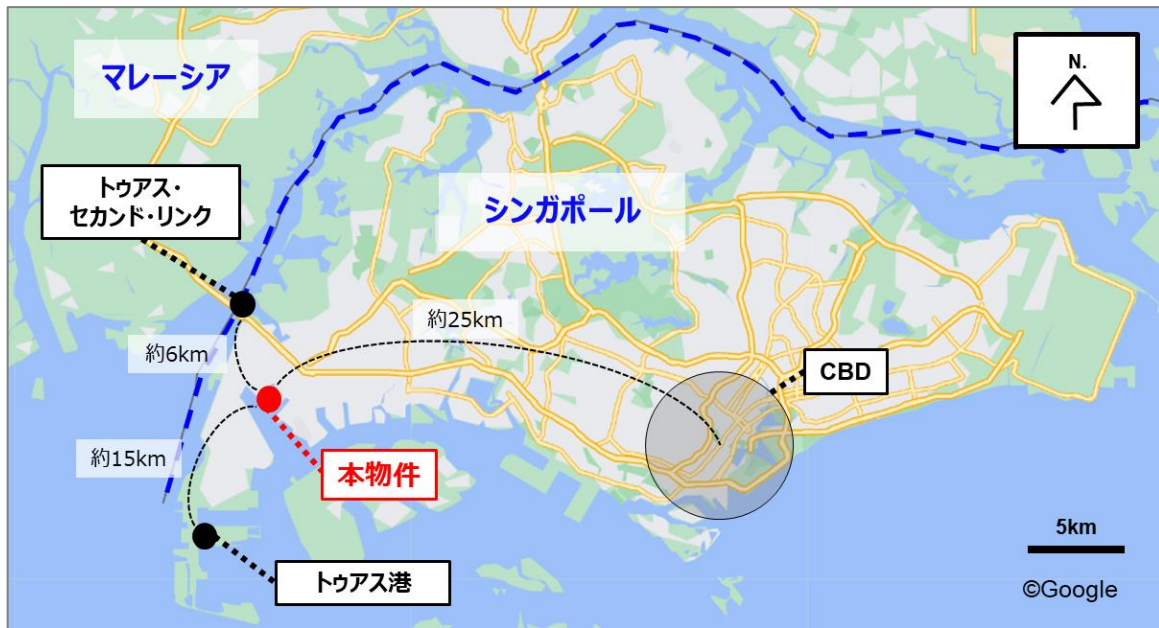 マレーシア
N.
トゥアス・
セカンド・リンク
シンガポール
約25km
約6km
CBD
約15km
本物件
トゥアス港
5km
©Google